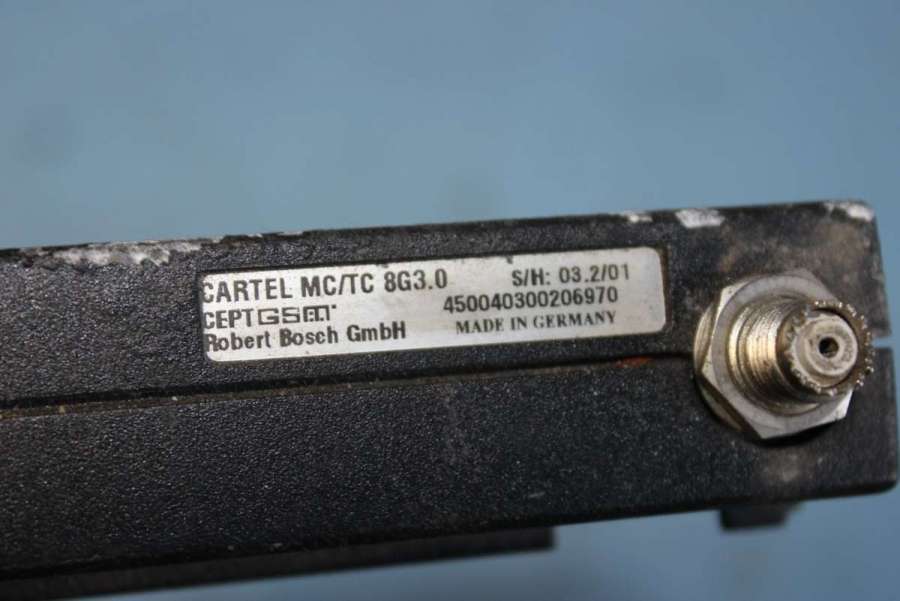 CARTEL MC/TC 8G3.0 S/H: 03.2/01
CEPT GSM 450040300206970
Robert Bosch GmbH MADE IN GERMANY